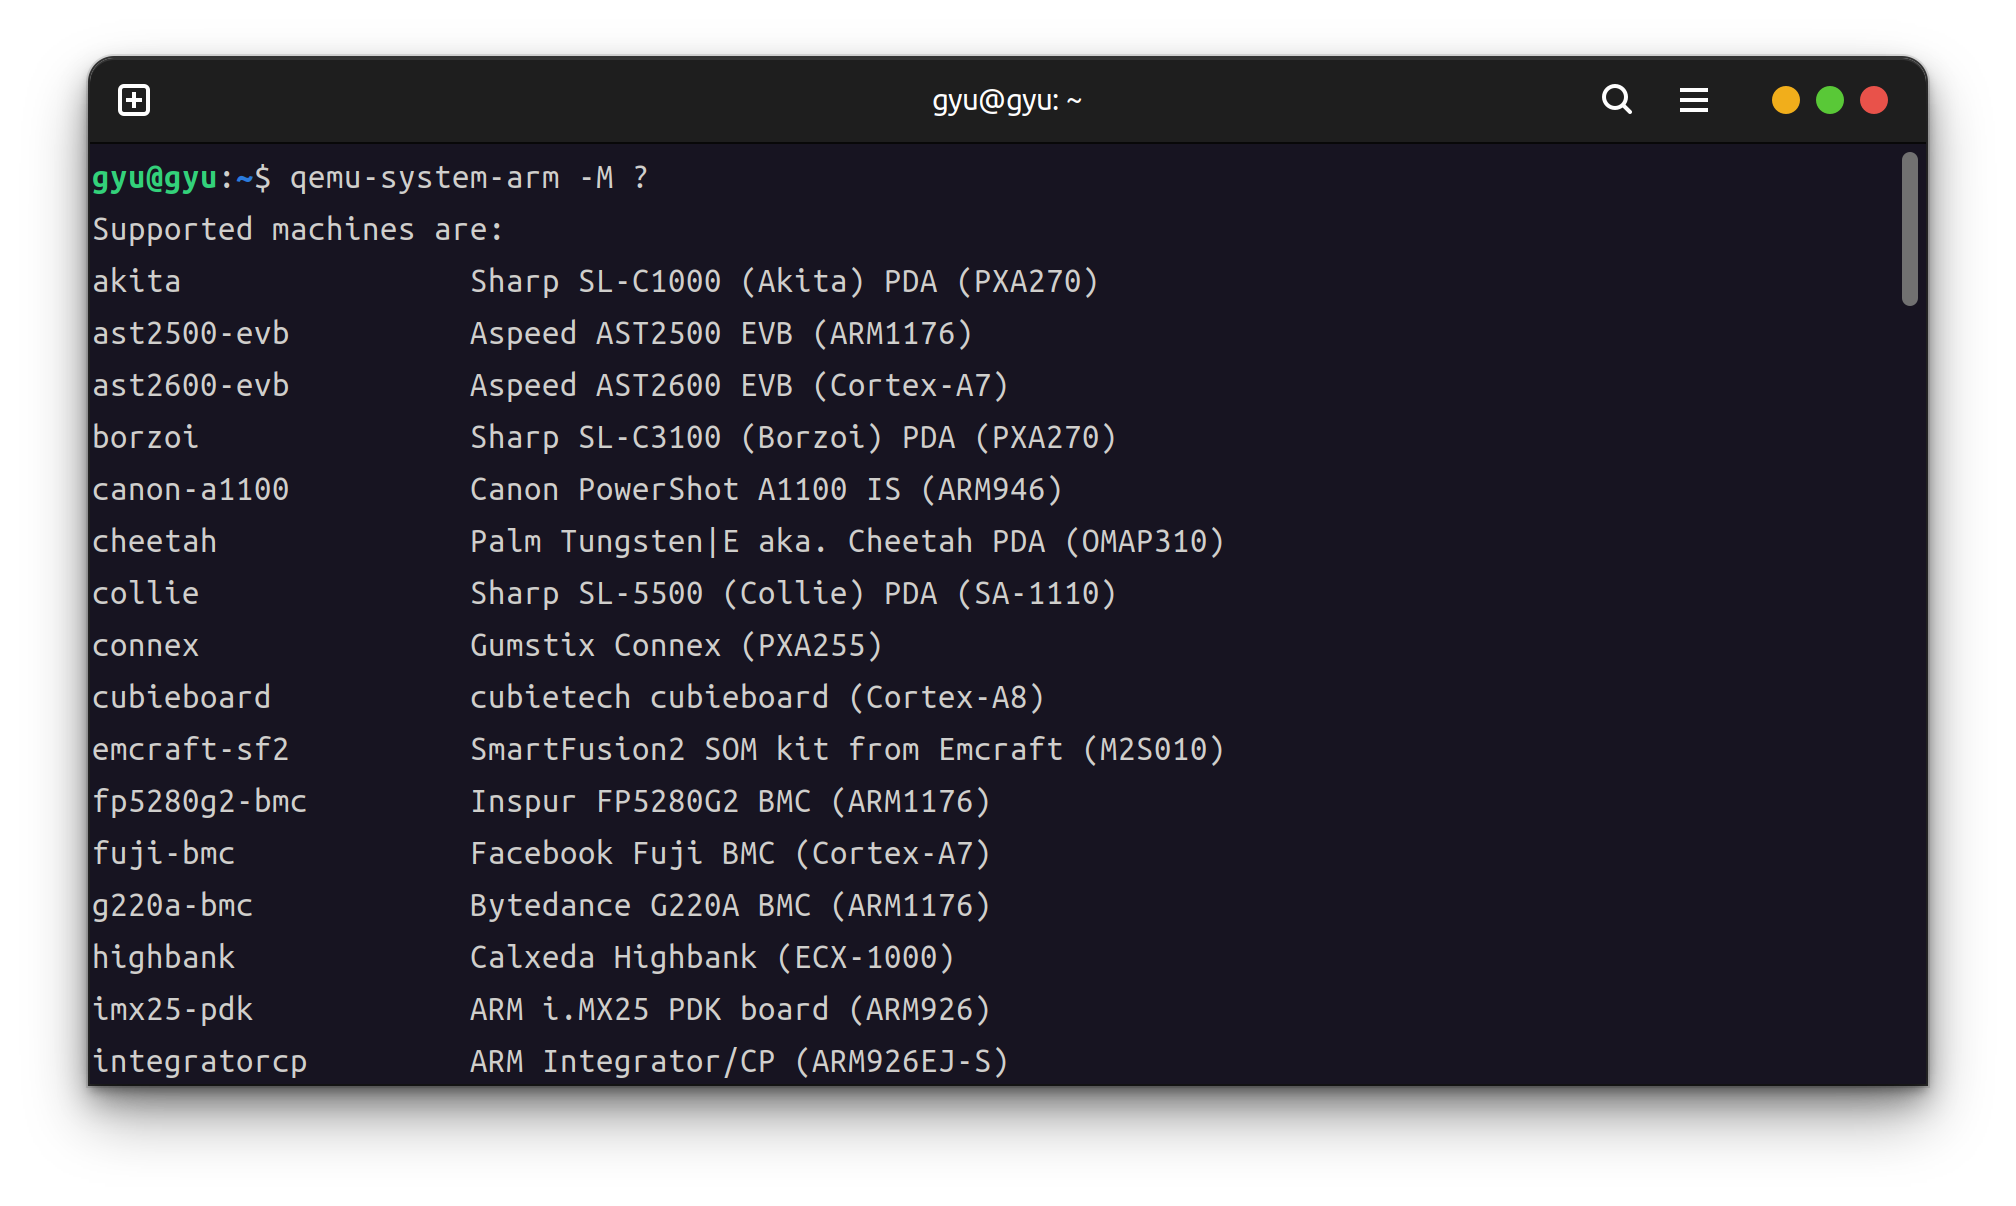 gyu@gyu: ~
gyu@gyu:~$ qemu-system-arm -M ?
Supported machines are:
akita                Sharp SL-C1000 (Akita) PDA (PXA270)
ast2500-evb          Aspeed AST2500 EVB (ARM1176)
ast2600-evb          Aspeed AST2600 EVB (Cortex-A7)
borzoi               Sharp SL-C3100 (Borzoi) PDA (PXA270)
canon-a1100          Canon PowerShot A1100 IS (ARM946)
cheetah              Palm Tungsten|E aka. Cheetah PDA (OMAP310)
collie               Sharp SL-5500 (Collie) PDA (SA-1110)
connex               Gumstix Connex (PXA255)
cubieboard           cubietech cubieboard (Cortex-A8)
emcraft-sf2          SmartFusion2 SOM kit from Emcraft (M2S010)
fp5280g2-bmc         Inspur FP5280G2 BMC (ARM1176)
fuji-bmc             Facebook Fuji BMC (Cortex-A7)
g220a-bmc            Bytedance G220A BMC (ARM1176)
highbank             Calxeda Highbank (ECX-1000)
imx25-pdk            ARM i.MX25 PDK board (ARM926)
integratorcp         ARM Integrator/CP (ARM926EJ-S)